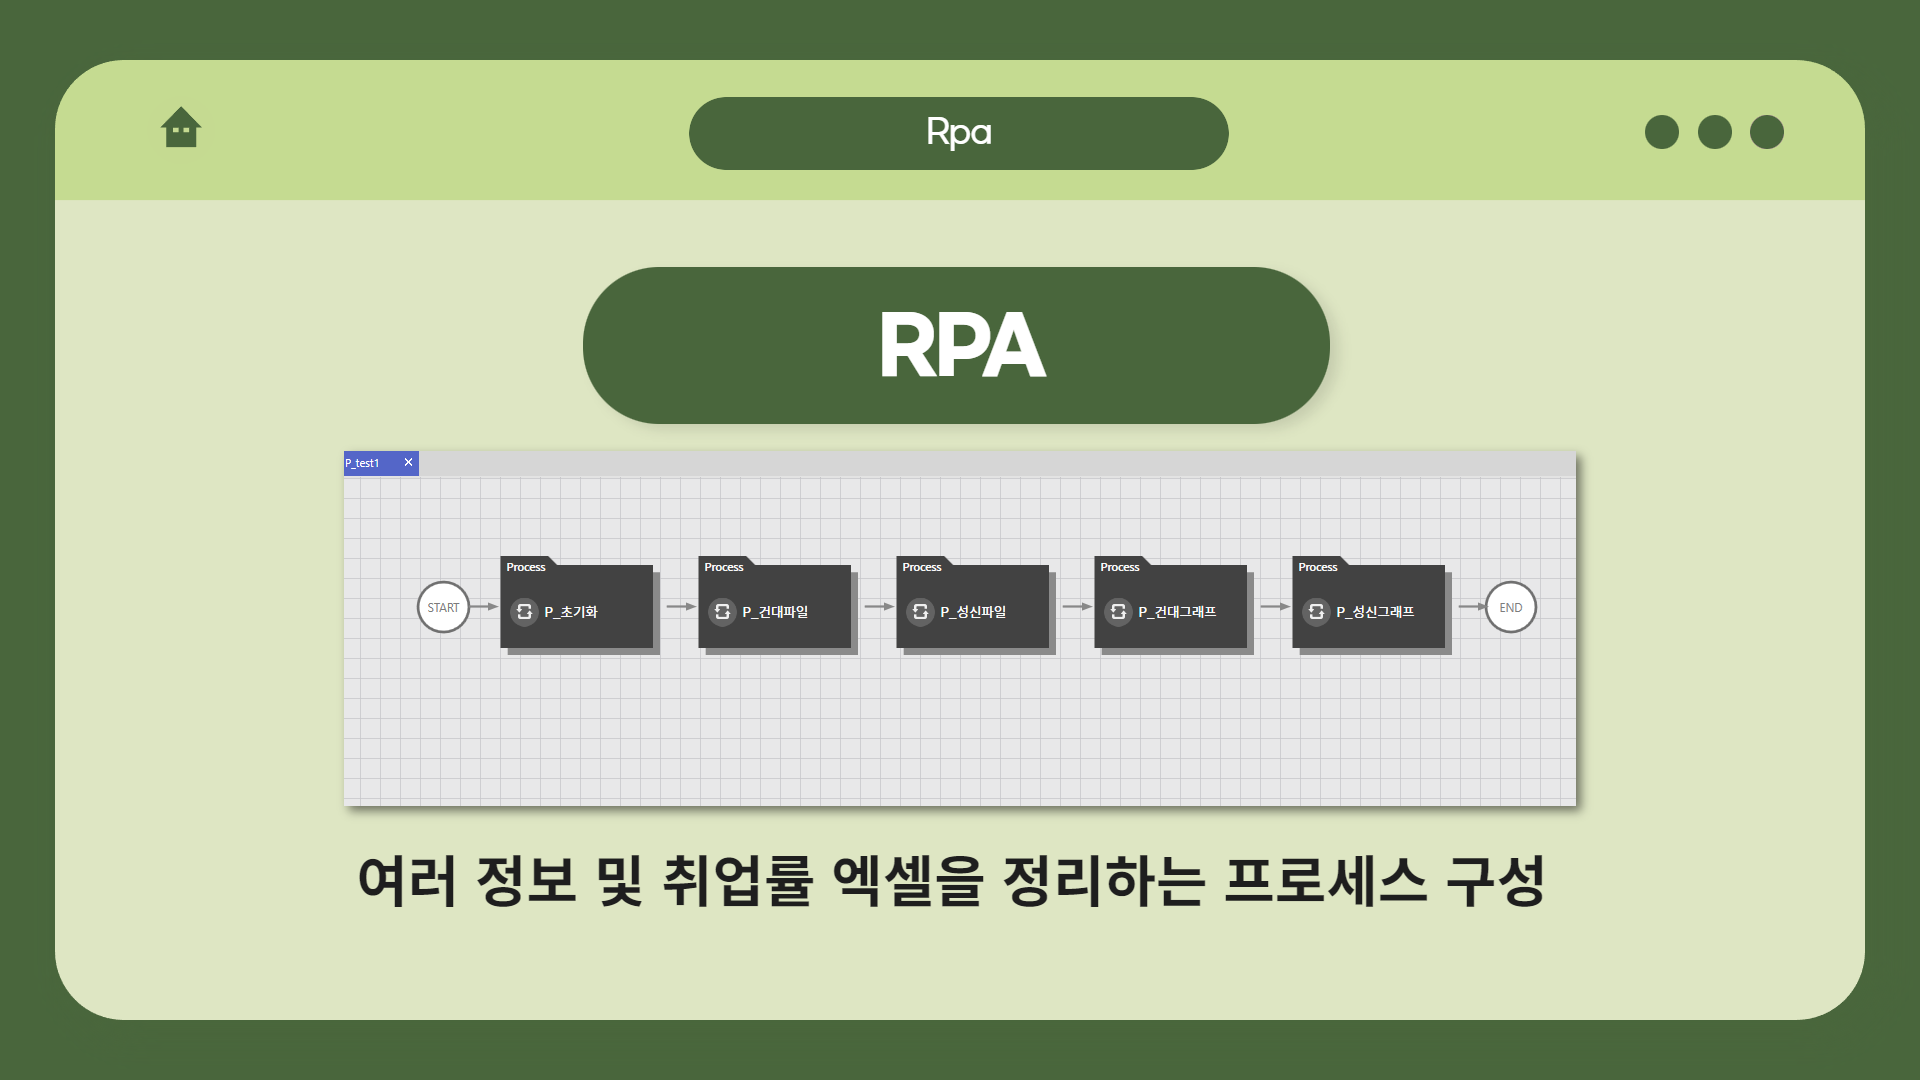 Rpa
RPA
P_test1
START
Process
P_초기화
Process
P_건대파일
Process
P_성신파일
Process
P_건대그래프
Process
P_성신그래프
END
여러 정보 및 취업률 엑셀을 정리하는 프로세스 구성